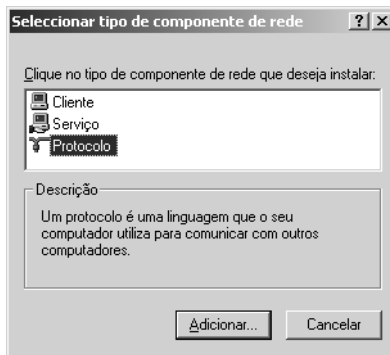 Seleccionar tipo de componente de rede
Clique no tipo de componente de rede que deseja instalar:
Cliente
Serviço
Protocolo
Descrição
Um protocolo é uma linguagem que o seu
computador utiliza para comunicar com outros
computadores.
Adicionar... Cancelar